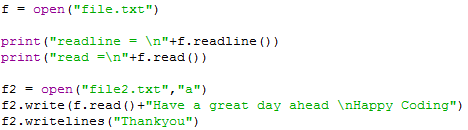 f = open("file.txt")
print("readline = \n"+f.readline())
print("read =\n"+f.read())
f2 = open("file2.txt","a")
f2.write(f.read()+"Have a great day ahead \nHappy Coding")
f2.writelines("Thankyou")